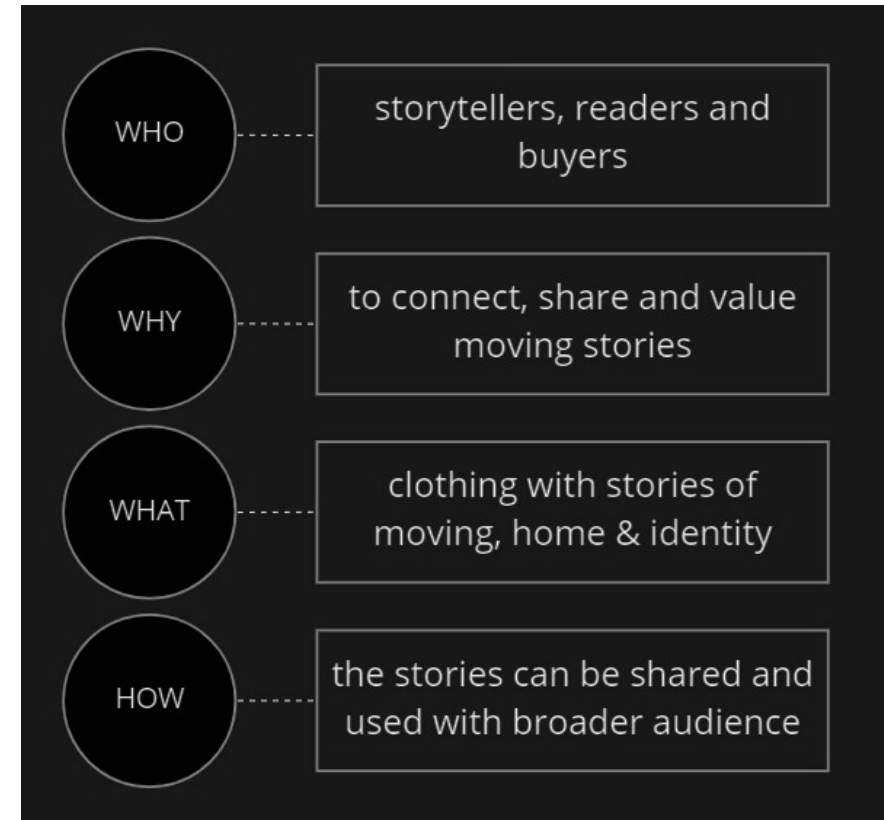 WHO
storytellers, readers and
buyers
WHY
to connect, share and value
moving stories
WHAT
clothing with stories of
moving, home & identity
HOW
the stories can be shared and
used with broader audience